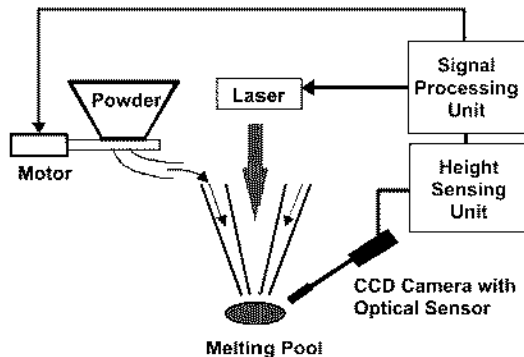 Signal
Processing
Unit
Powder
Laser
Motor
Height
Sensing
Unit
CCD Camera with
Optical Sensor
Melting Pool